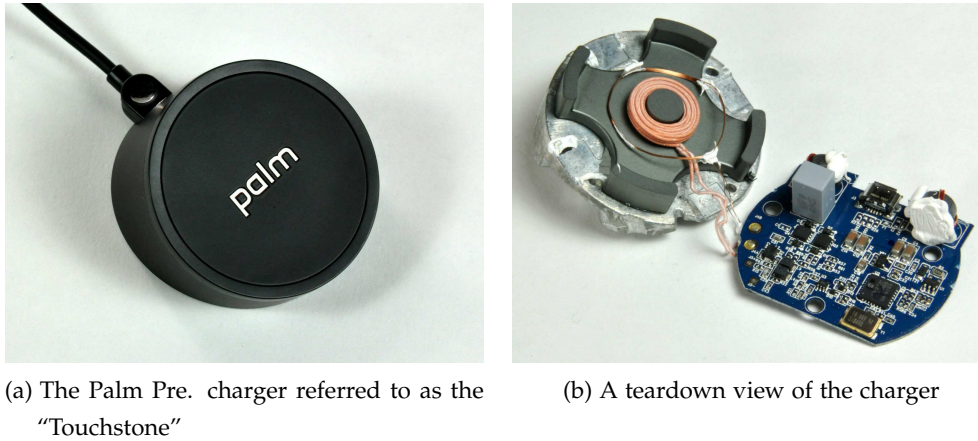 palm
(a) The Palm Pre. charger referred to as the
“Touchstone”
(b) A teardown view of the charger